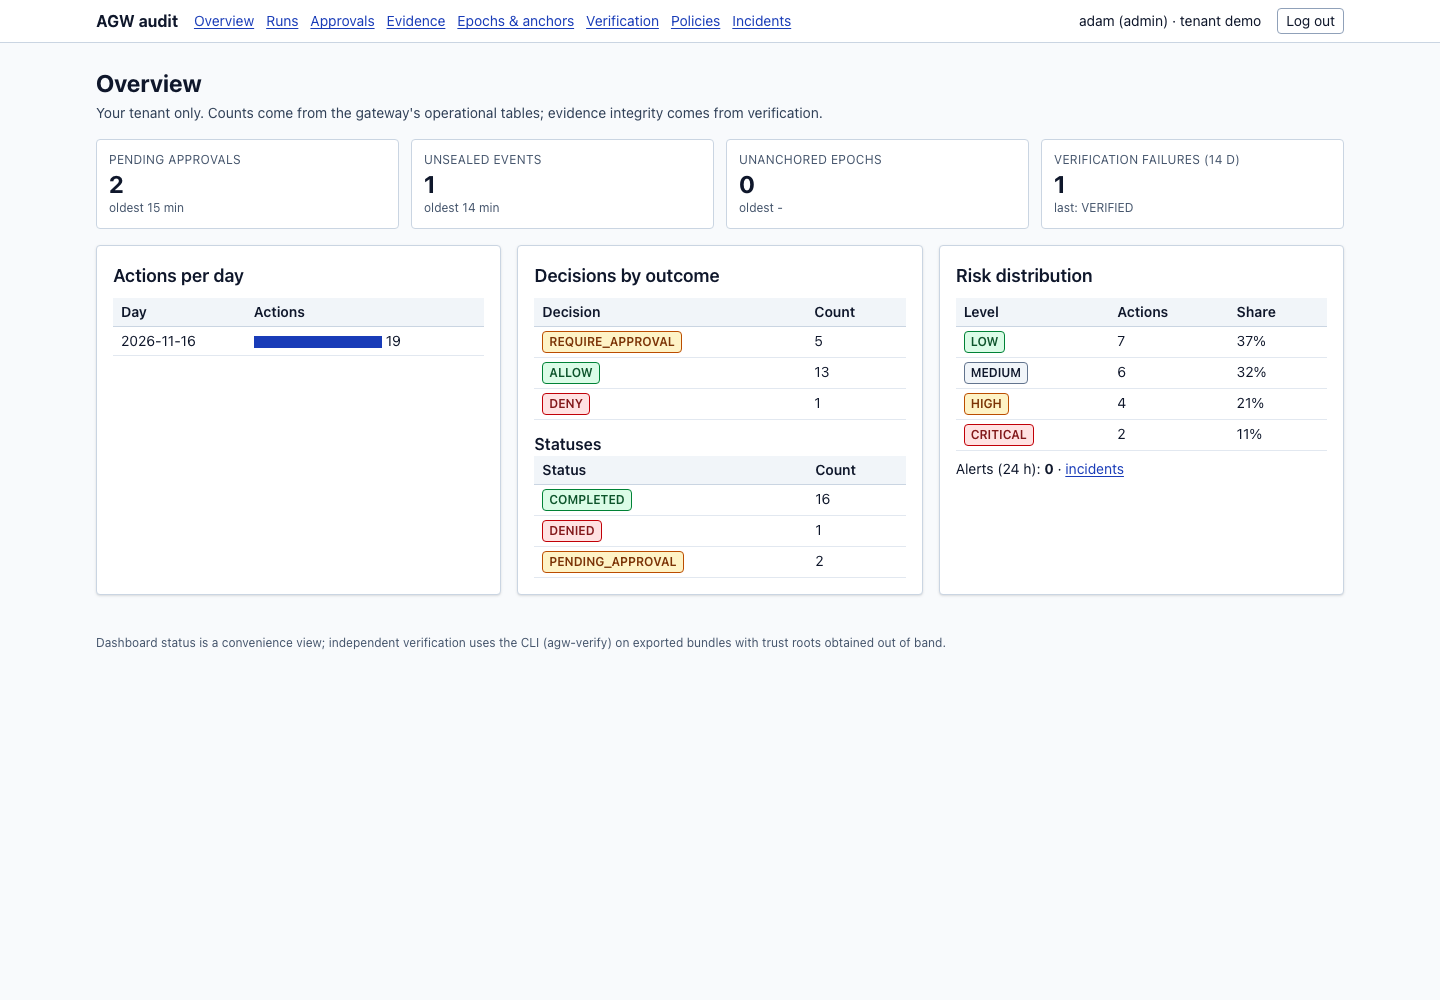 AGW audit Overview Runs Approvals Evidence Epochs & anchors Verification Policies Incidents adam (admin) · tenant demo Log out
Overview
Your tenant only. Counts come from the gateway's operational tables; evidence integrity comes from verification.
PENDING APPROVALS
2
oldest 15 min
UNSEALED EVENTS
1
oldest 14 min
UNANCHORED EPOCHS
0
oldest -
VERIFICATION FAILURES (14 D)
1
last: VERIFIED
Actions per day
Day Actions
2026-11-16 19
Decisions by outcome
Decision Count
REQUIRE_APPROVAL 5
ALLOW 13
DENY 1
Statuses
Status Count
COMPLETED 16
DENIED 1
PENDING_APPROVAL 2
Risk distribution
Level Actions Share
LOW 7 37%
MEDIUM 6 32%
HIGH 4 21%
CRITICAL 2 11%
Alerts (24 h): 0 · incidents
Dashboard status is a convenience view; independent verification uses the CLI (agw-verify) on exported bundles with trust roots obtained out of band.